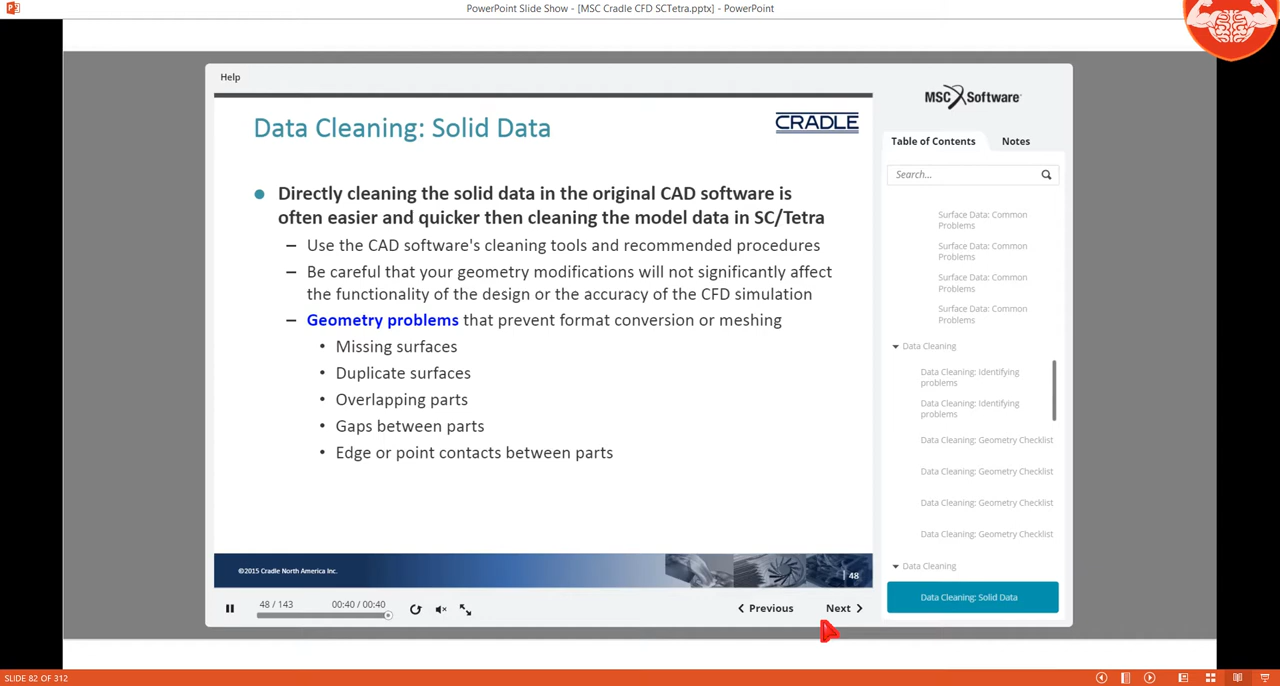 PowerPoint Slide Show - [MSC Cradle CFD SCTetra.pptx] - PowerPoint
Help
MSC Software
CRADLE
Data Cleaning: Solid Data
Directly cleaning the solid data in the original CAD software is
often easier and quicker then cleaning the model data in SC/Tetra
– Use the CAD software's cleaning tools and recommended procedures
– Be careful that your geometry modifications will not significantly affect
the functionality of the design or the accuracy of the CFD simulation
– Geometry problems that prevent format conversion or meshing
• Missing surfaces
• Duplicate surfaces
• Overlapping parts
• Gaps between parts
• Edge or point contacts between parts
©2015 Cradle North America Inc.
48
48 / 143
00:40 / 00:40
Previous
Next
Table of Contents
Notes
Search...
Surface Data: Common
Problems
Surface Data: Common
Problems
Surface Data: Common
Problems
Surface Data: Common
Problems
Data Cleaning
Data Cleaning: Identifying
problems
Data Cleaning: Identifying
problems
Data Cleaning: Geometry Checklist
Data Cleaning: Geometry Checklist
Data Cleaning: Geometry Checklist
Data Cleaning: Geometry Checklist
Data Cleaning
Data Cleaning: Solid Data
SLIDE 82 OF 312